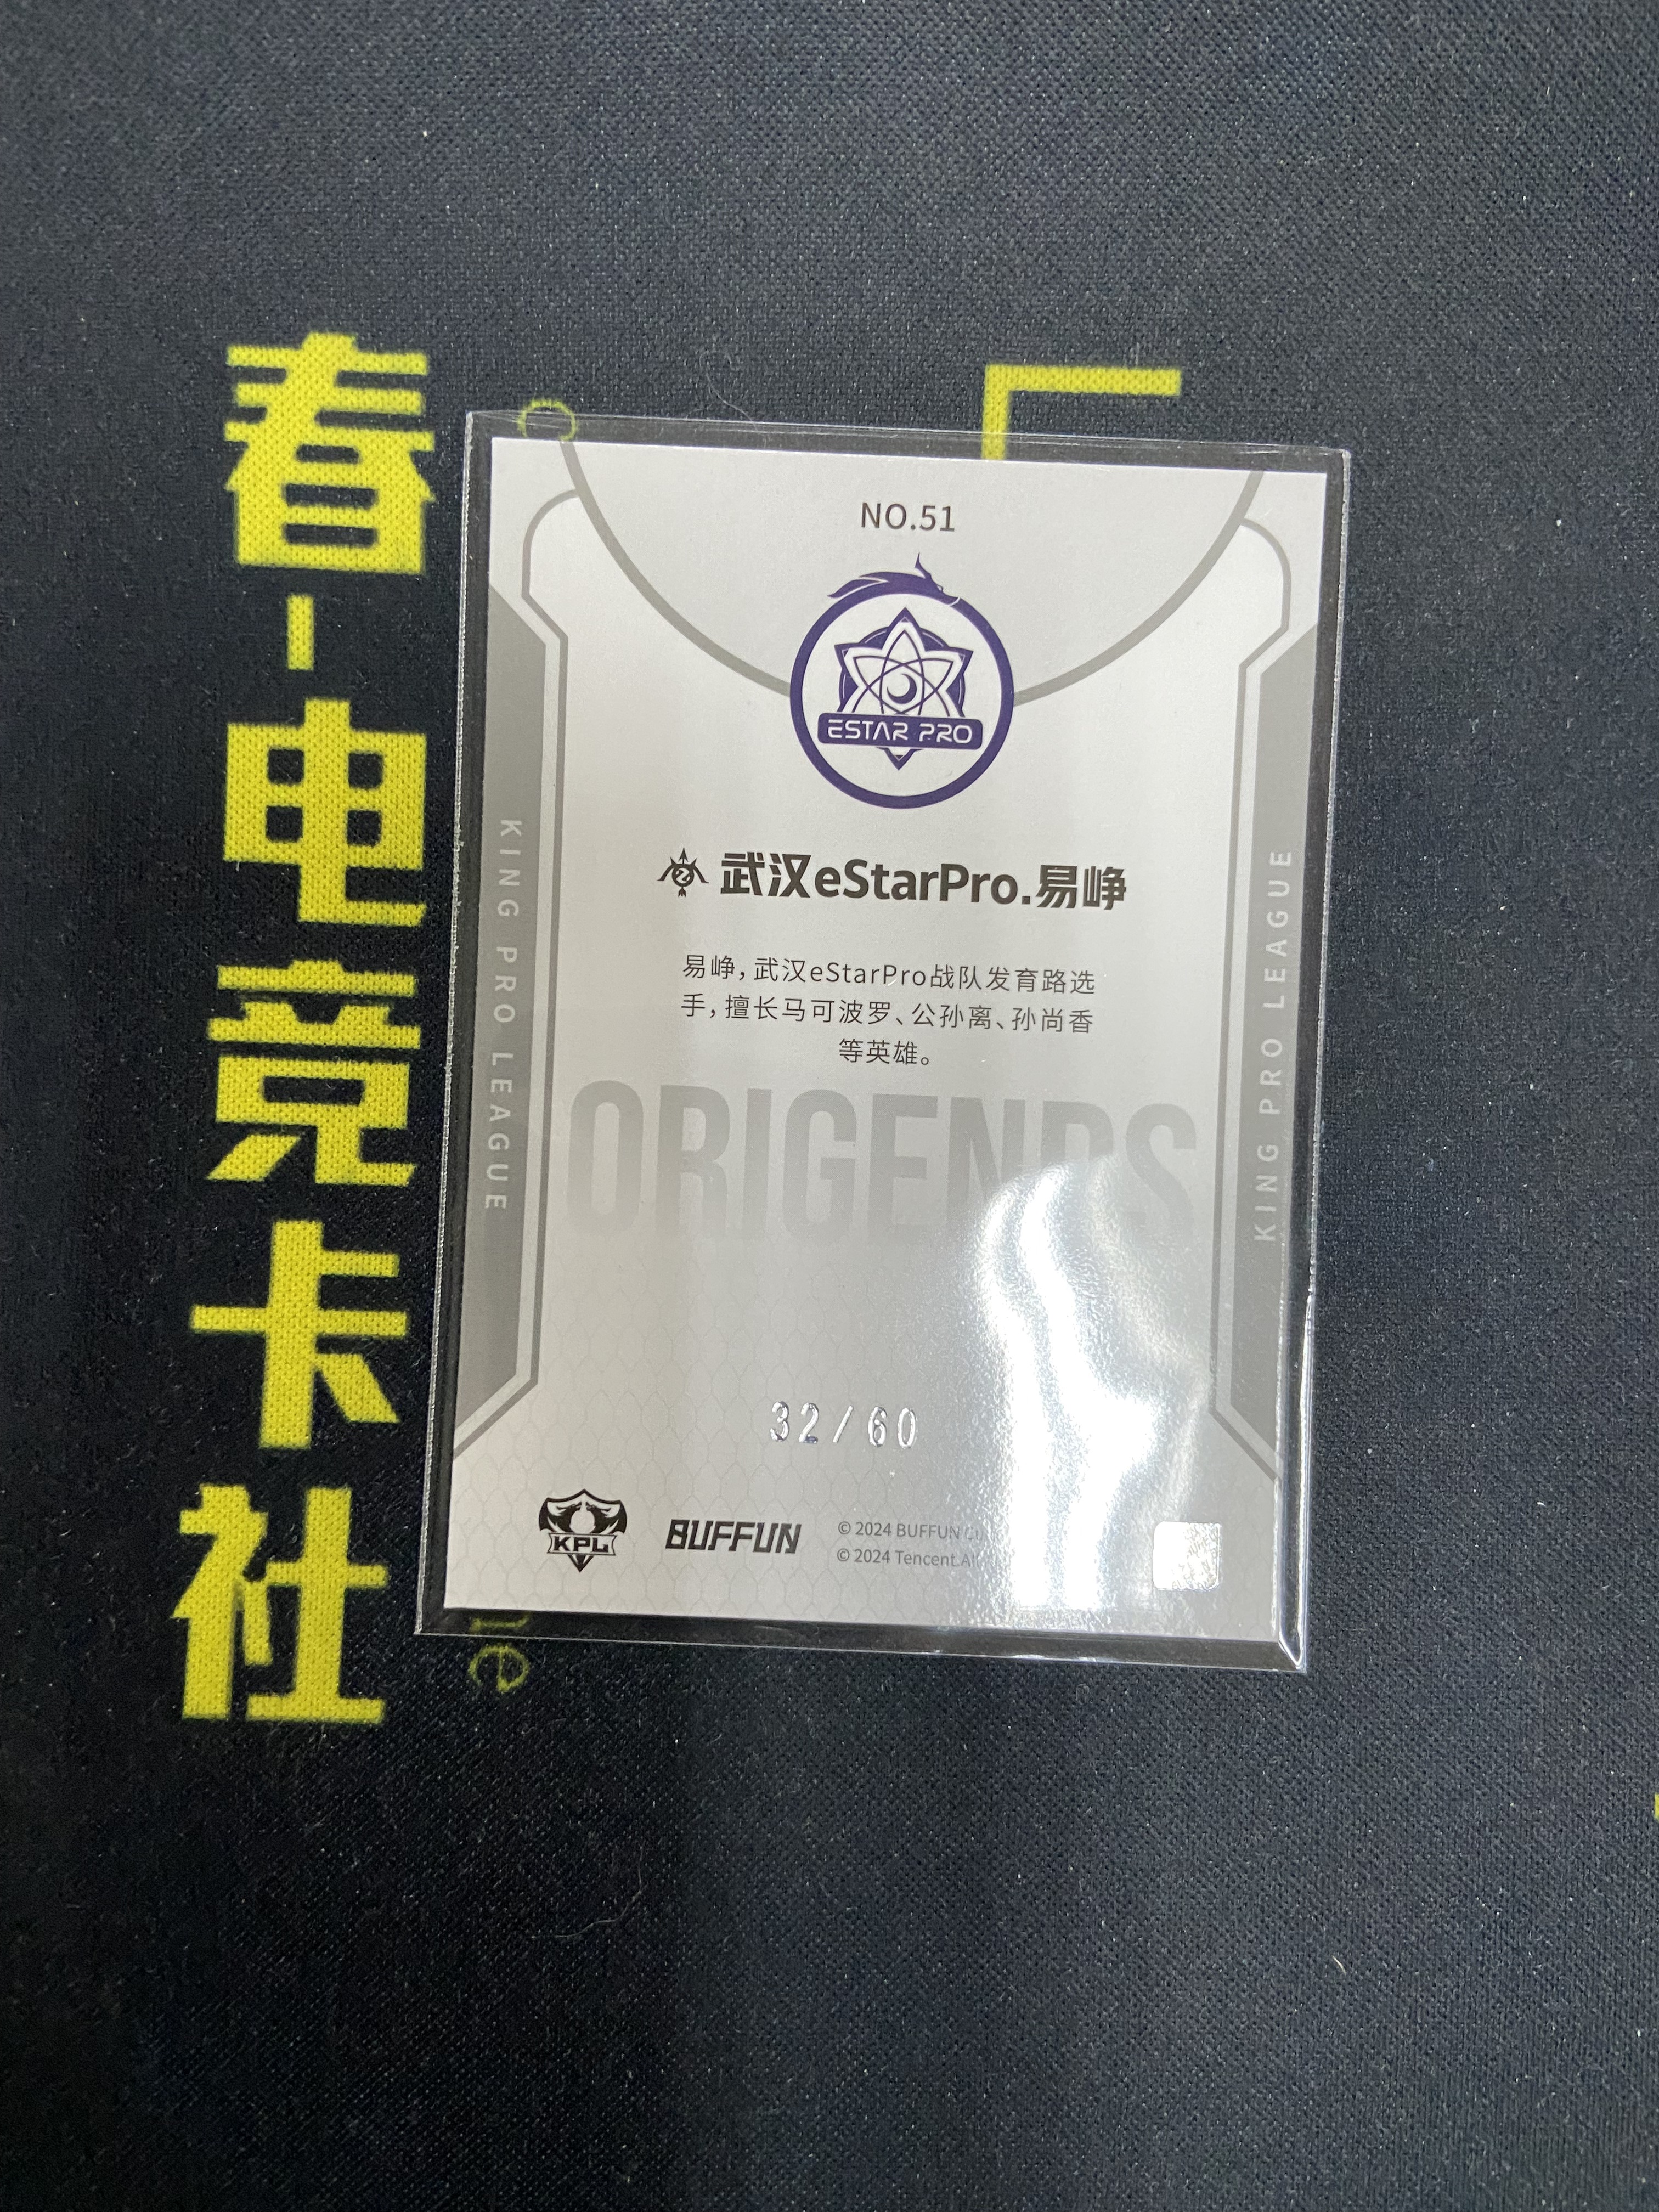 春-电竞卡社
NO.51
ESTAR PRO
武汉eStarPro.易峥
易峥，武汉eStarPro战队发育路选
手，擅长马可波罗、公孙离、孙尚香
等英雄。
ORIGENDS
KING PRO LEAGUE
KING PRO LEAGUE
32/60
KPL
BUFFUN
© 2024 BUFFUN
© 2024 Tencent.